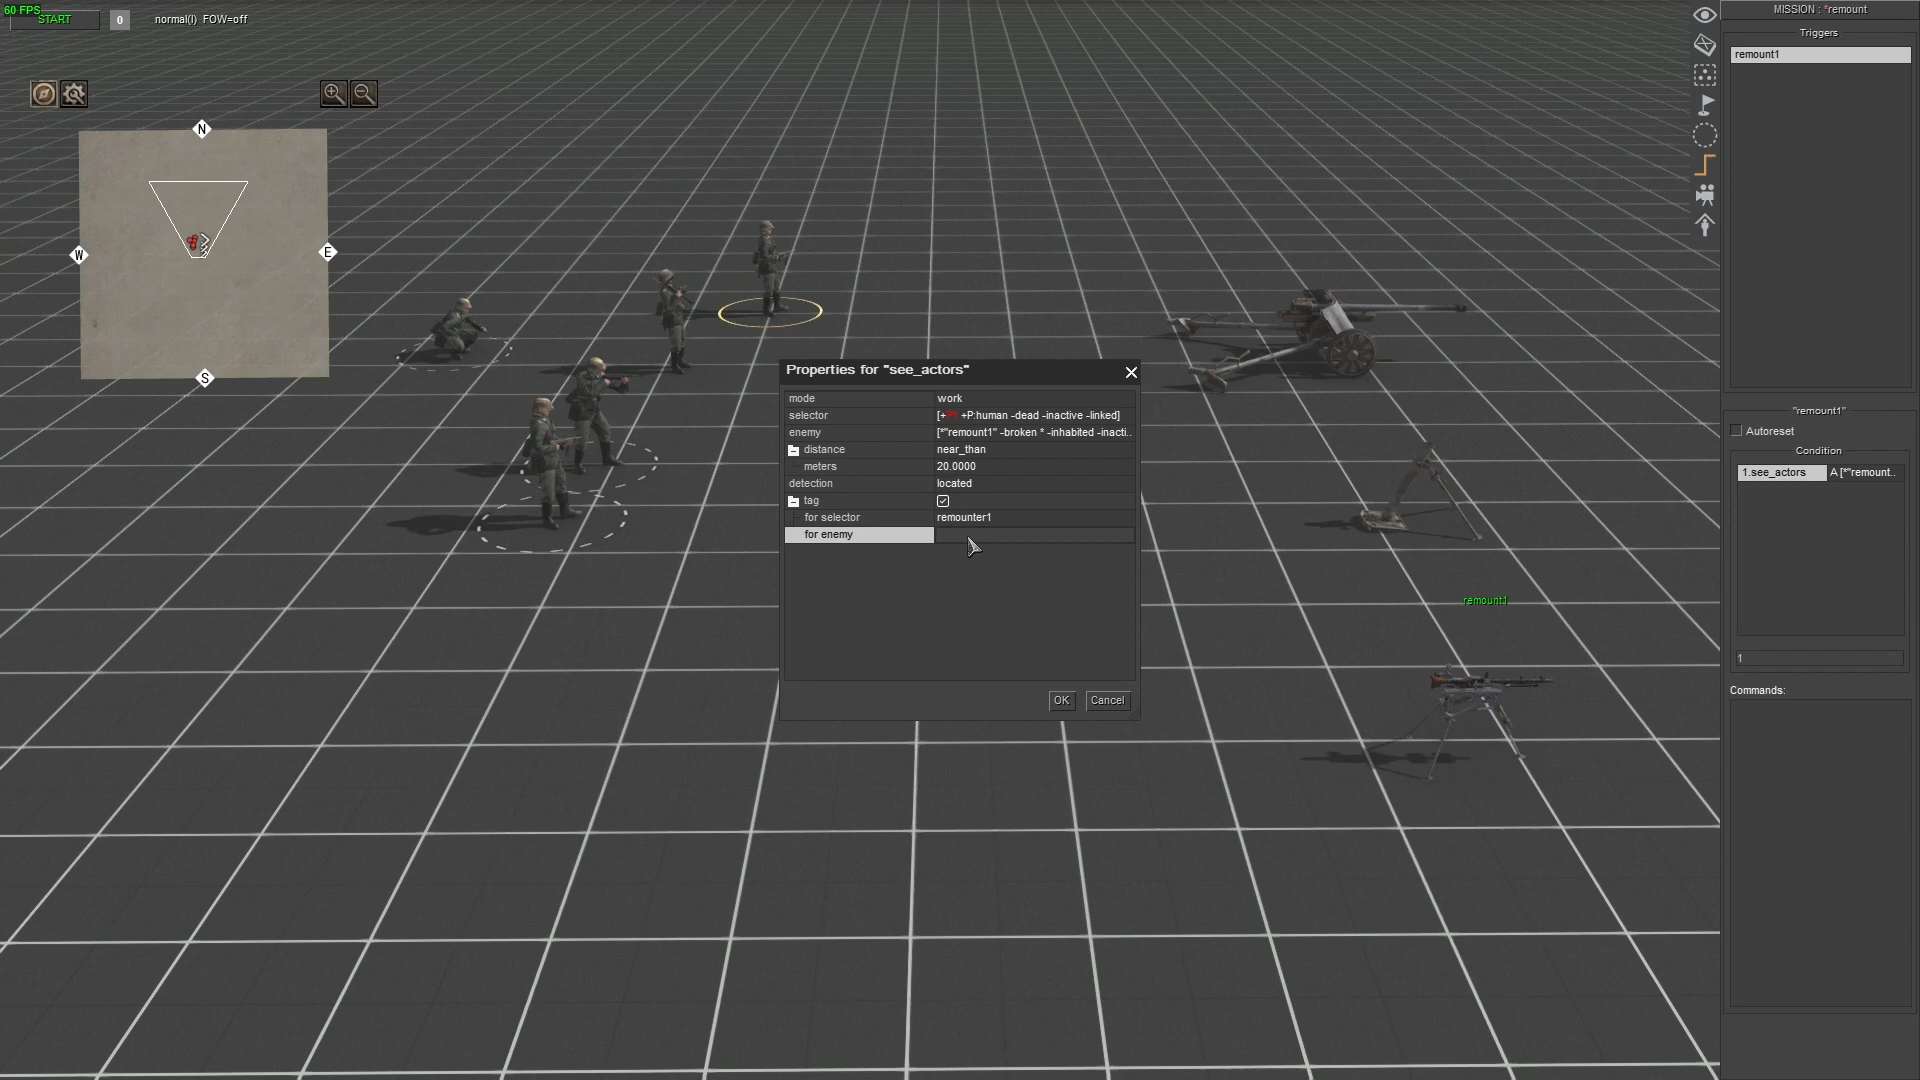 60 FPS
START
0
normal(I) FOW=off
N
W
E
S
Properties for "see_actors"
mode work
selector [+ +P:human -dead -inactive -linked]
enemy [*"remount1" -broken * -inhabited -inacti..
distance near_than
meters 20.0000
detection located
tag
for selector remounter1
for enemy
OK Cancel
remount1
MISSION : *remount
Triggers
remount1
"remount1"
Autoreset
Condition
1.see_actors A [*"remount..
1
Commands: